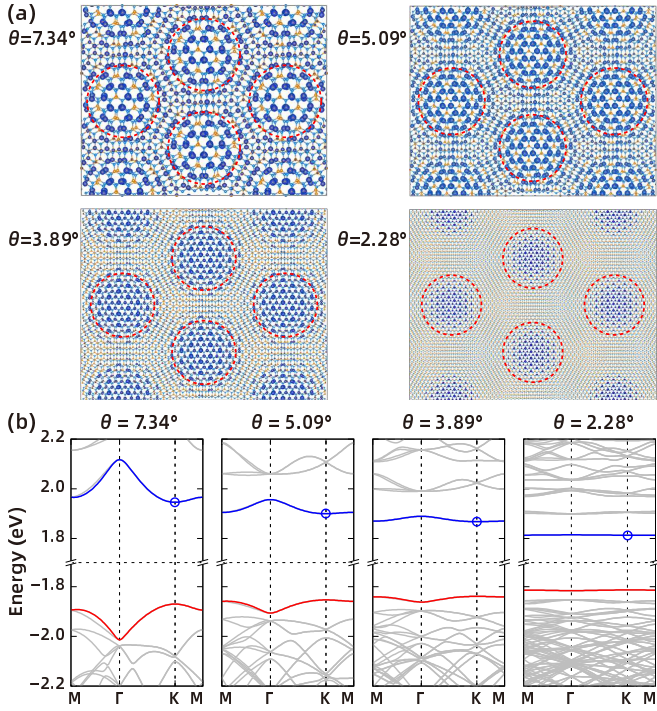 (a)
θ=7.34°
θ=5.09°
θ=3.89°
θ=2.28°
(b)
θ = 7.34° θ = 5.09° θ = 3.89° θ = 2.28°
Energy (eV)
2.2
2.0
1.8
−1.8
−2.0
−2.2
M Γ K M M Γ K M M Γ K M M Γ K M